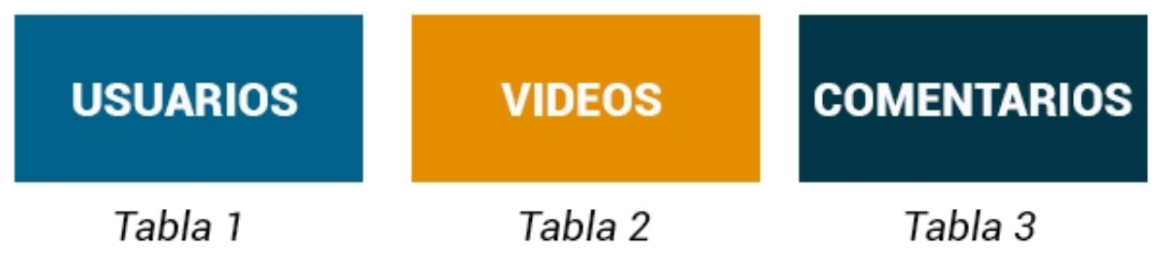 USUARIOS
VIDEOS
COMENTARIOS
Tabla 1
Tabla 2
Tabla 3